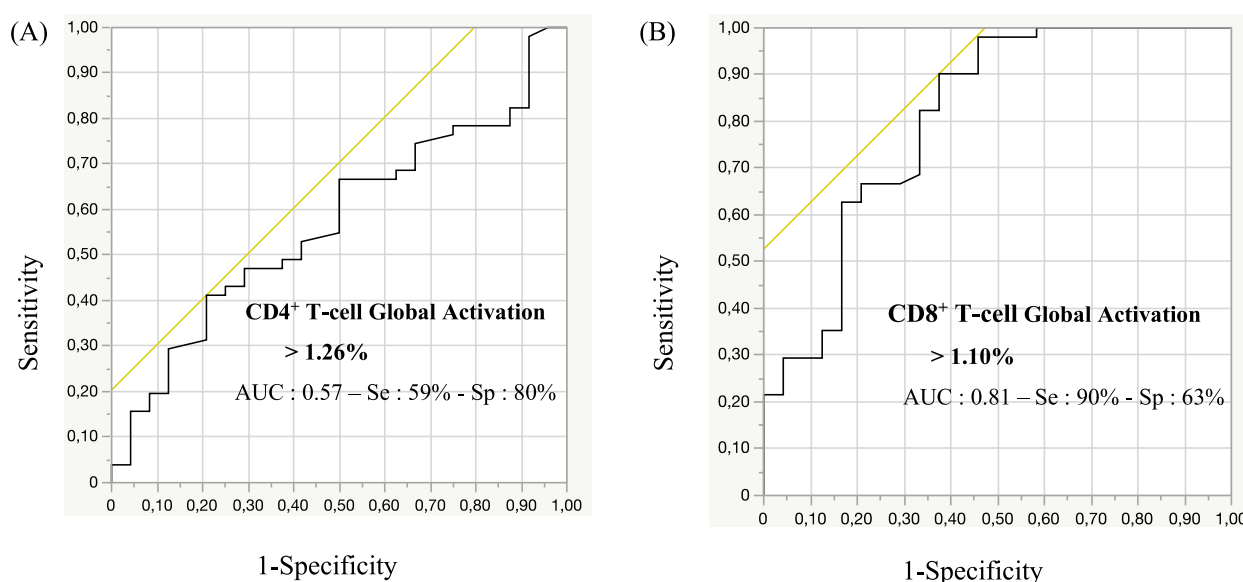 (A)
1,00
0,90
0,80
0,70
0,60
0,50
0,40
0,30
0,20
0,10
0
0 0,10 0,20 0,30 0,40 0,50 0,60 0,70 0,80 0,90 1,00
Sensitivity
1-Specificity
CD4⁺ T-cell Global Activation
> 1.26%
AUC : 0.57 – Se : 59% - Sp : 80%
(B)
1,00
0,90
0,80
0,70
0,60
0,50
0,40
0,30
0,20
0,10
0
0 0,10 0,20 0,30 0,40 0,50 0,60 0,70 0,80 0,90 1,00
Sensitivity
1-Specificity
CD8⁺ T-cell Global Activation
> 1.10%
AUC : 0.81 – Se : 90% - Sp : 63%